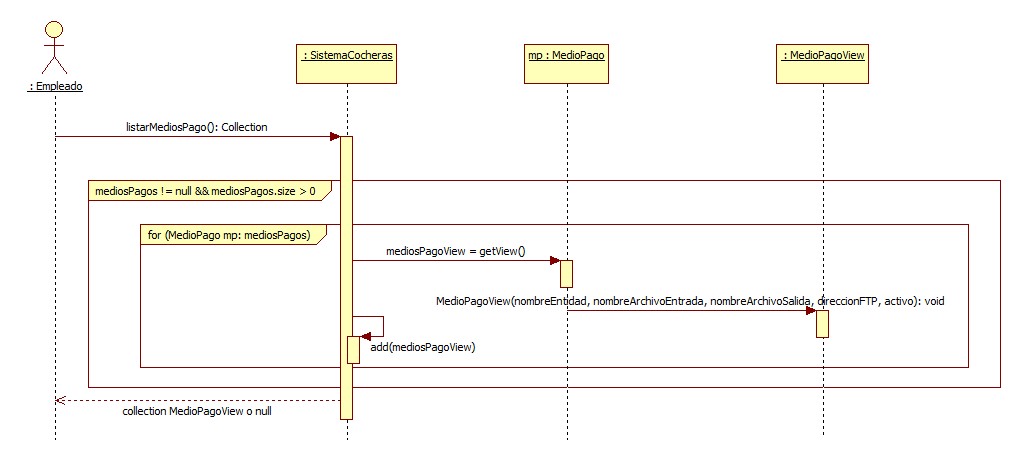 : SistemaCocheras
mp : MedioPago
: MedioPagoView
: Empleado
listarMediosPago(): Collection
mediosPagos != null && mediosPagos.size > 0
for (MedioPago mp: mediosPagos)
mediosPagoView = getView()
MedioPagoView(nombreEntidad, nombreArchivoEntrada, nombreArchivoSalida, direccionFTP, activo): void
add(mediosPagoView)
collection MedioPagoView o null